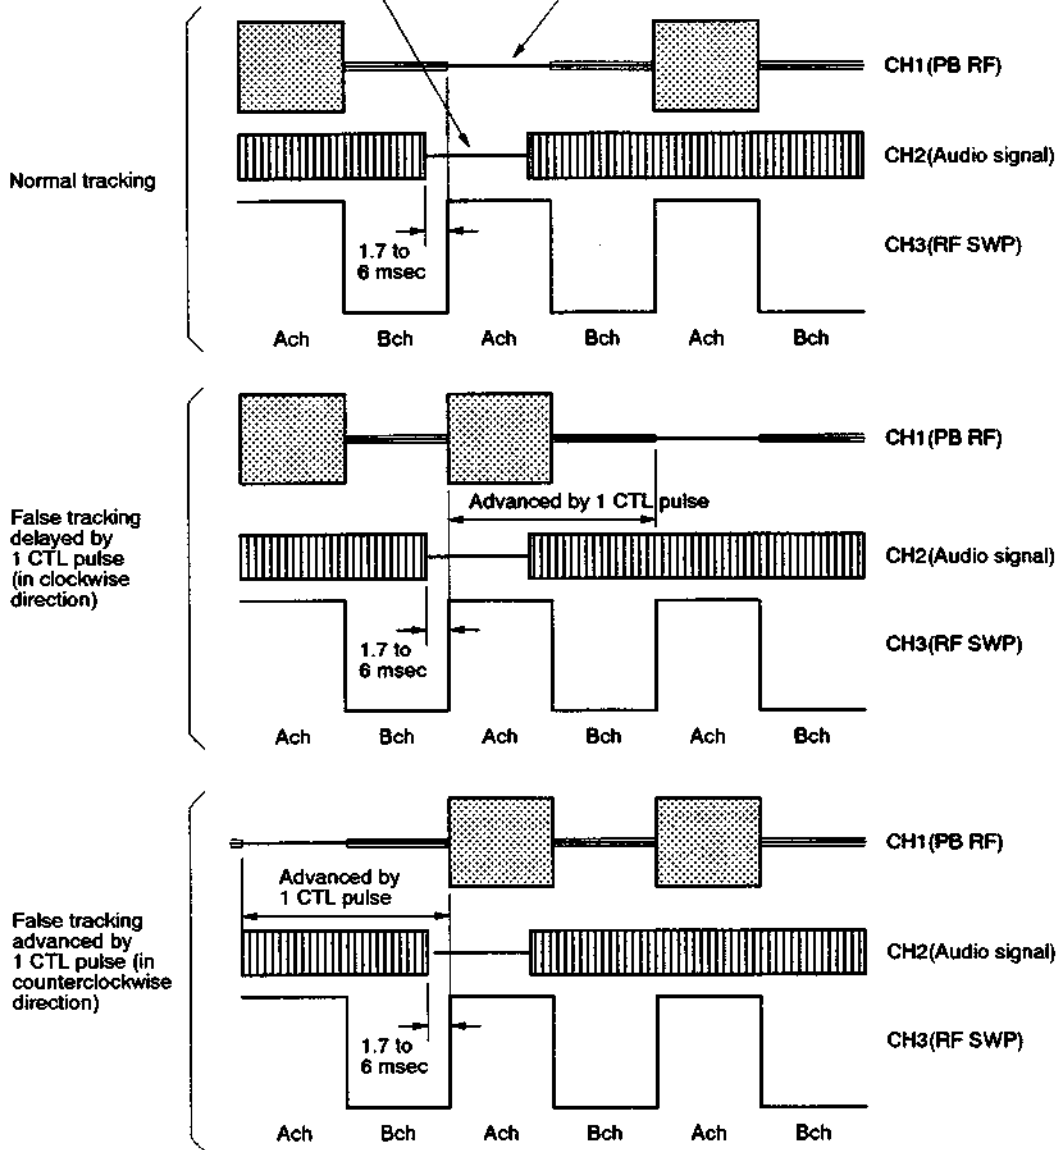 CH1(PB RF)
CH2(Audio signal)
Normal tracking
CH3(RF SWP)
1.7 to
6 msec
Ach Bch Ach Bch Ach Bch
CH1(PB RF)
Advanced by 1 CTL pulse
False tracking
delayed by
1 CTL pulse
(in clockwise
direction)
CH2(Audio signal)
CH3(RF SWP)
1.7 to
6 msec
Ach Bch Ach Bch Ach Bch
CH1(PB RF)
Advanced by
1 CTL pulse
False tracking
advanced by
1 CTL pulse (in
counterclockwise
direction)
CH2(Audio signal)
CH3(RF SWP)
1.7 to
6 msec
Ach Bch Ach Bch Ach Bch